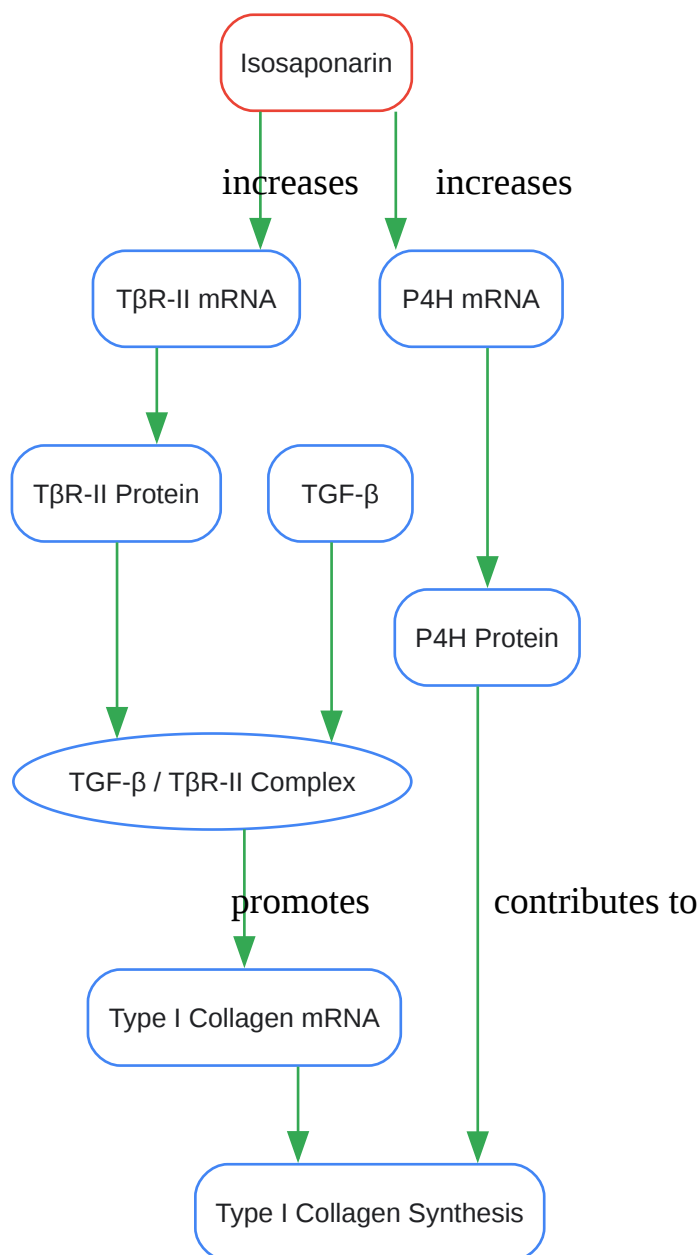 Isosaponarin
increases
increases
TβR-II mRNA
P4H mRNA
TβR-II Protein
TGF-β
P4H Protein
TGF-β / TβR-II Complex
promotes
contributes to
Type I Collagen mRNA
Type I Collagen Synthesis